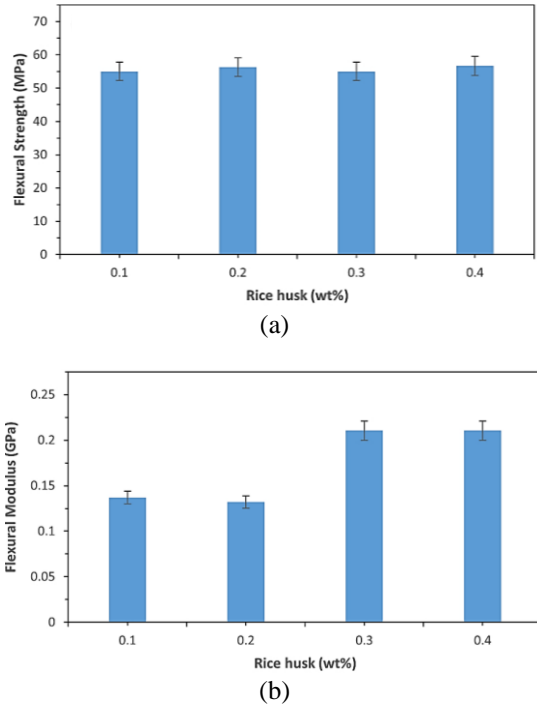 70
60
50
40
30
20
10
0
Flexural Strength (MPa)
0.1 0.2 0.3 0.4
Rice husk (wt%)
(a)
0.25
0.2
0.15
0.1
0.05
0
Flexural Modulus (GPa)
0.1 0.2 0.3 0.4
Rice husk (wt%)
(b)